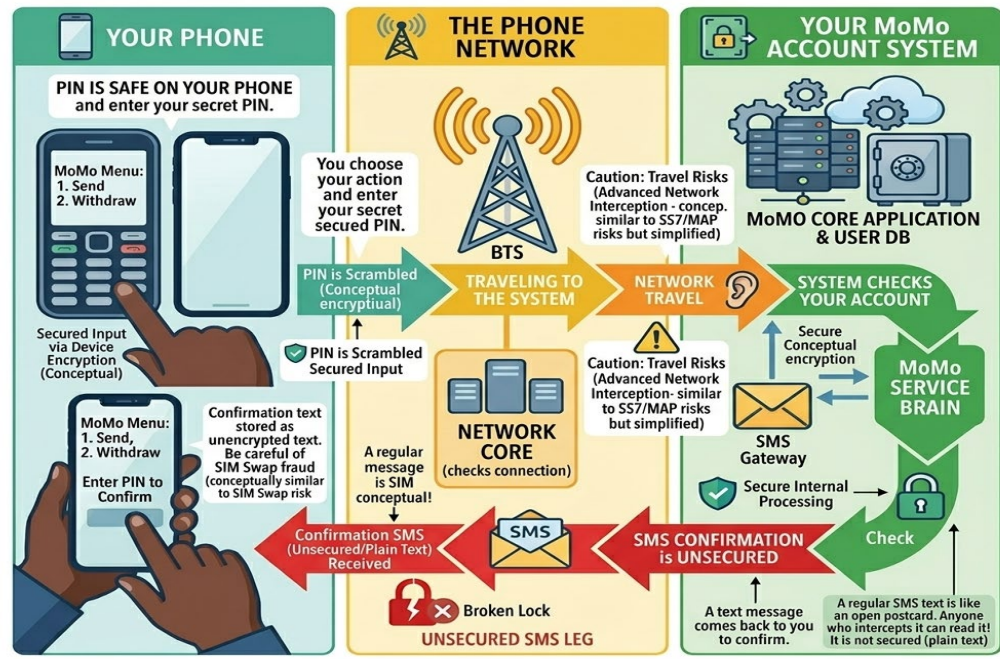 YOUR PHONE
PIN IS SAFE ON YOUR PHONE
and enter your secret PIN.
MoMo Menu:
1. Send
2. Withdraw
Secured Input
via Device
Encryption
(Conceptual)
MoMo Menu:
1. Send,
2. Withdraw
Enter PIN to
Confirm
Confirmation text
stored as
unencrypted text.
Be careful of
SIM Swap fraud
(conceptually similar
to SIM Swap risk
THE PHONE
NETWORK
You choose
your action
and enter
your secret
secured PIN.
PIN is Scrambled
(Conceptual
encryptiual)
PIN is Scrambled
Secured Input
BTS
TRAVELING TO
THE SYSTEM
Caution: Travel Risks
(Advanced Network
Interception - concep.
similar to SS7/MAP
risks but simplified)
NETWORK
TRAVEL
Caution: Travel Risks
(Advanced Network
Interception- similar
to SS7/MAP risks
but simplified)
NETWORK
CORE
(checks connection)
A regular
message
is SIM
conceptual!
Confirmation SMS
(Unsecured/Plain Text)
Received
SMS
Broken Lock
UNSECURED SMS LEG
YOUR MoMo
ACCOUNT SYSTEM
MoMO CORE APPLICATION
& USER DB
SYSTEM CHECKS
YOUR ACCOUNT
Secure
Conceptual
encryption
MoMo
SERVICE
BRAIN
SMS
Gateway
Secure Internal
Processing
Check
SMS CONFIRMATION
is UNSECURED
A text message
comes back to you
to confirm.
A regular SMS text is like
an open postcard. Anyone
who intercepts it can read it!
It is not secured (plain text)